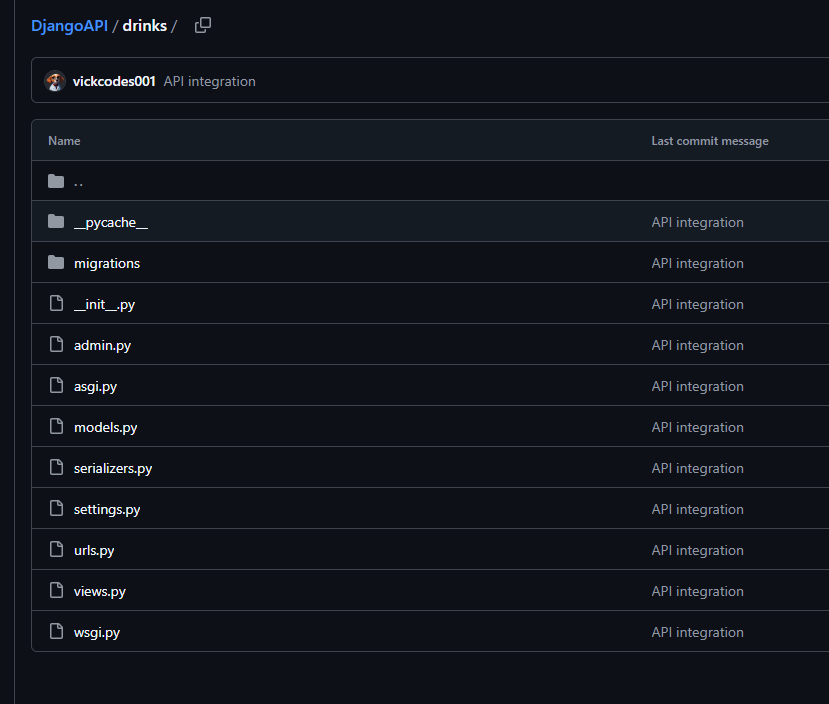 DjangoAPI / drinks /
vickcodes001 API integration
Name Last commit message
..
__pycache__ API integration
migrations API integration
__init__.py API integration
admin.py API integration
asgi.py API integration
models.py API integration
serializers.py API integration
settings.py API integration
urls.py API integration
views.py API integration
wsgi.py API integration